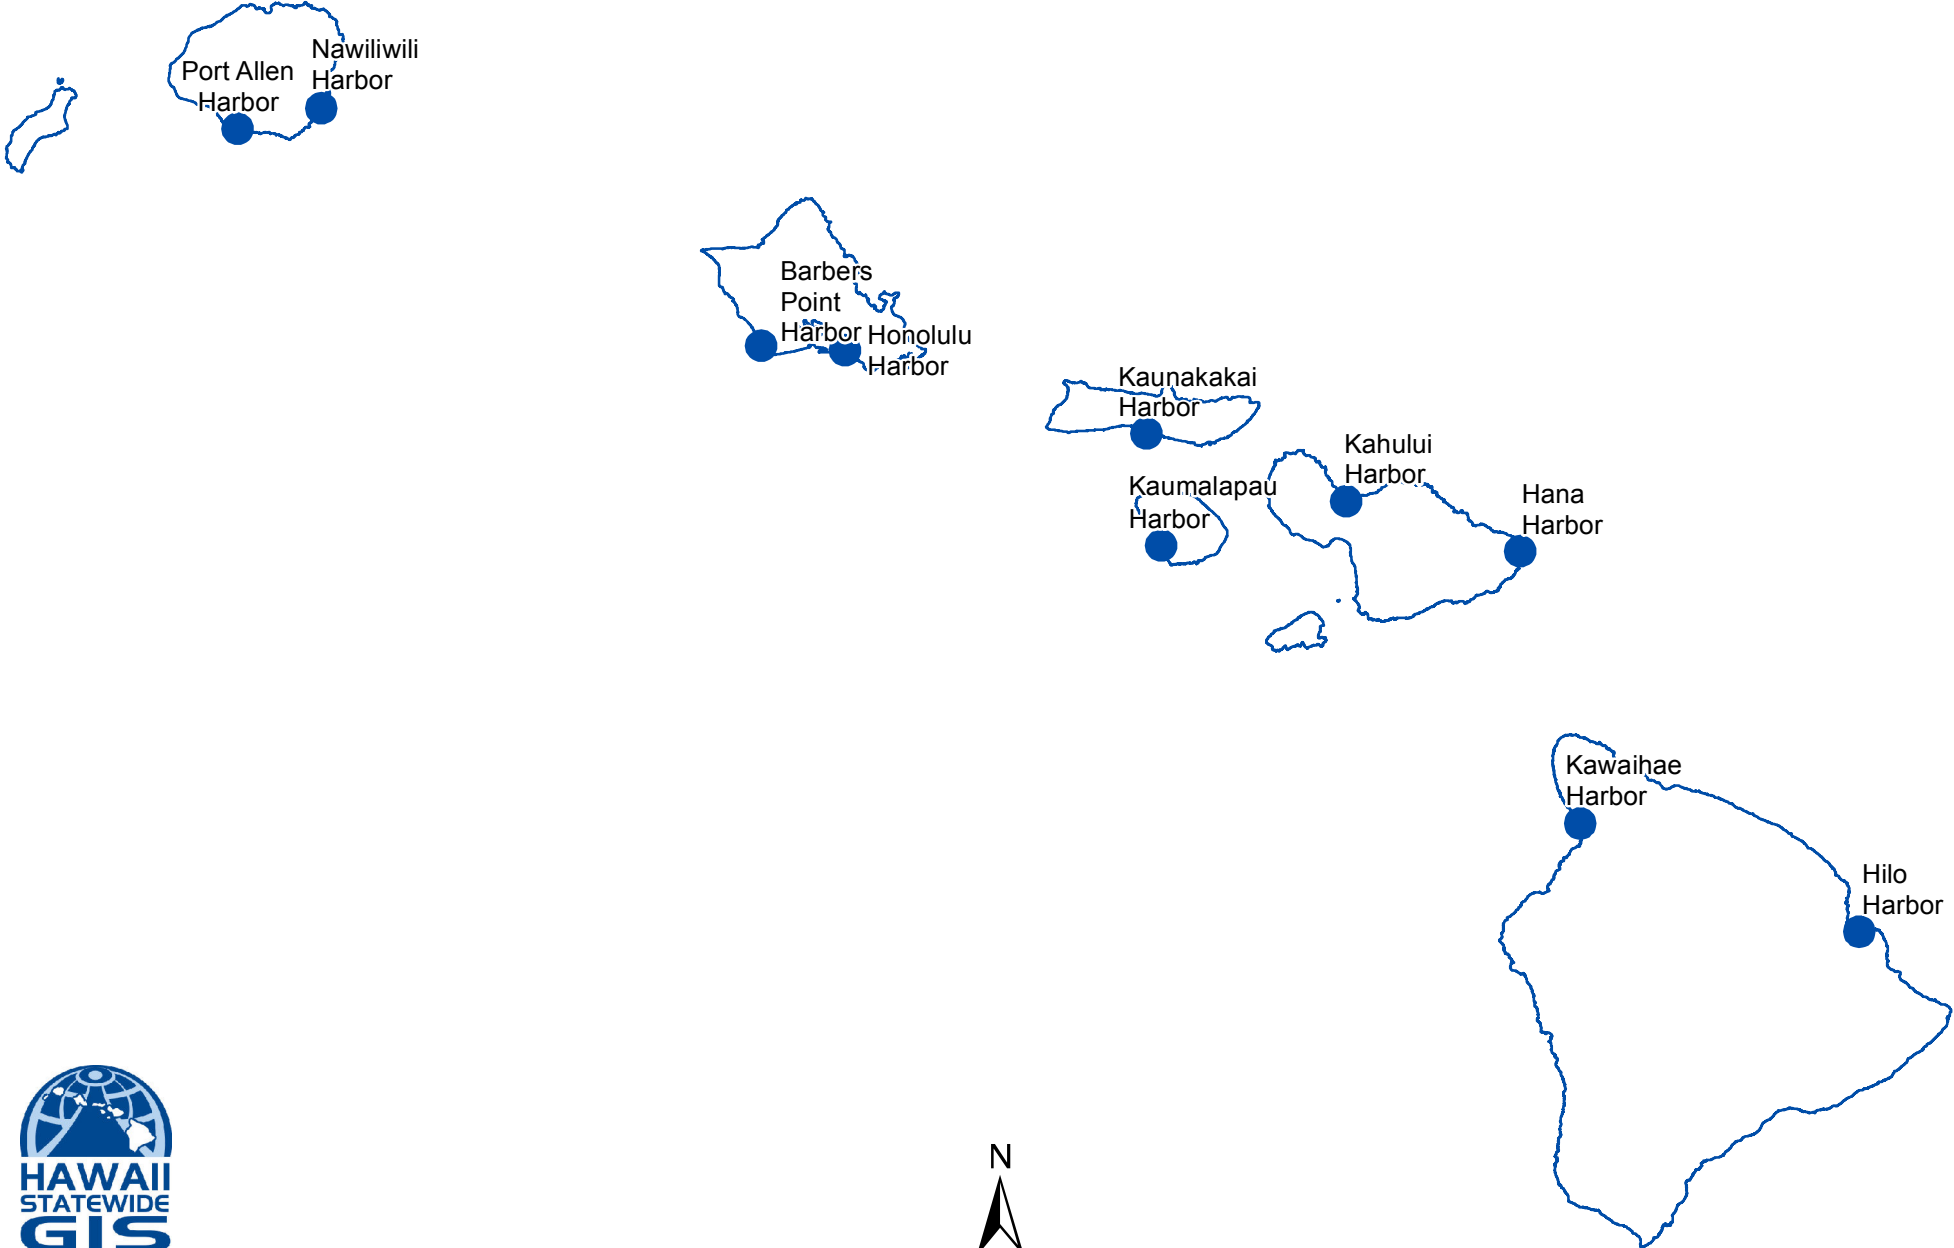 Nawiliwili
Harbor
Port Allen
Harbor
Barbers
Point
Harbor
Honolulu
Harbor
Kaunakakai
Harbor
Kahului
Harbor
Kaumalapau
Harbor
Hana
Harbor
Kawaihae
Harbor
Hilo
Harbor
N
HAWAII
STATEWIDE
GIS